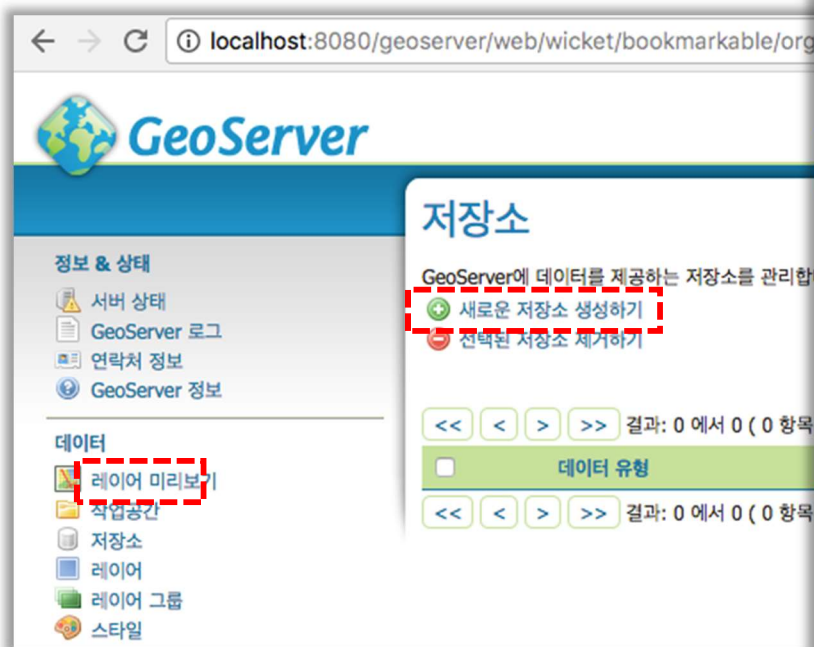 localhost:8080/geoserver/web/wicket/bookmarkable/org
GeoServer
저장소
GeoServer에 데이터를 제공하는 저장소를 관리합
새로운 저장소 생성하기
선택된 저장소 제거하기
<< < > >> 결과: 0 에서 0 ( 0 항목
데이터 유형
<< < > >> 결과: 0 에서 0 ( 0 항목
정보 & 상태
서버 상태
GeoServer 로그
연락처 정보
GeoServer 정보
데이터
레이어 미리보기
작업공간
저장소
레이어
레이어 그룹
스타일